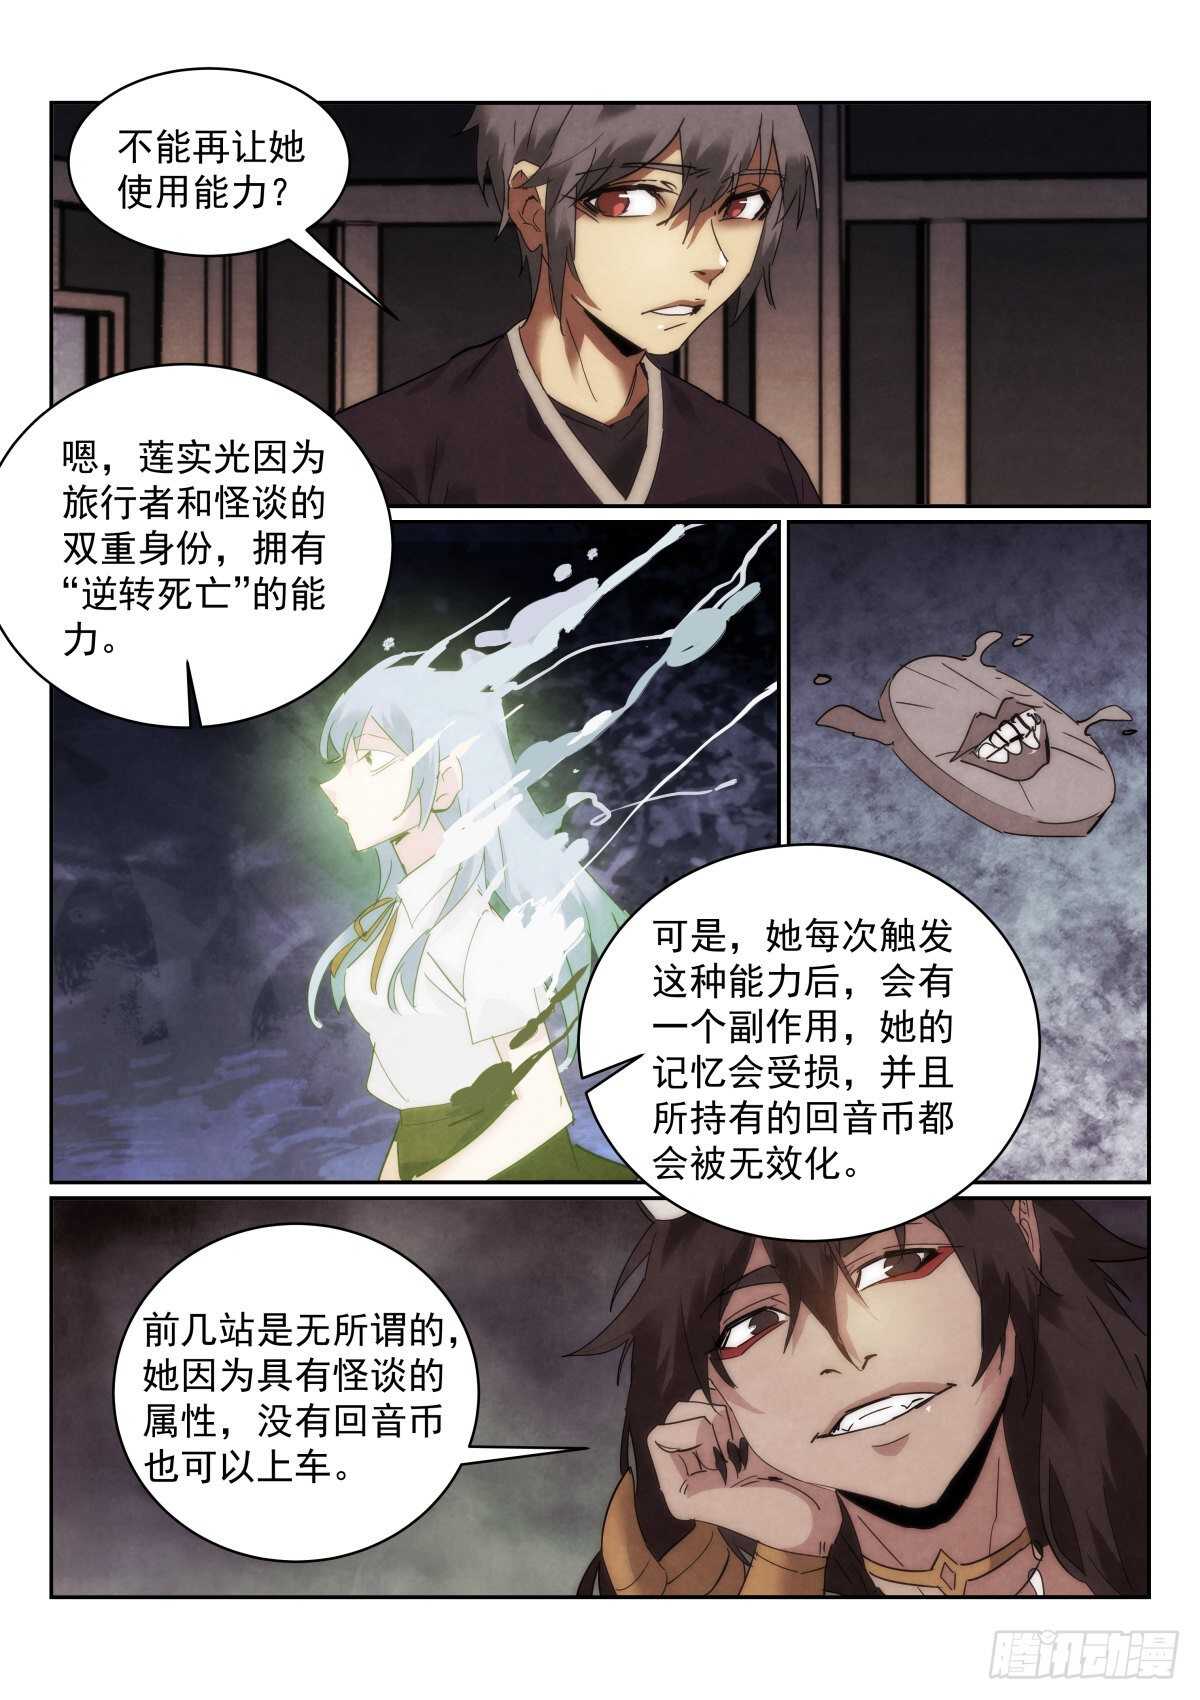 不能再让她
使用能力？
嗯，莲实光因为
旅行者和怪谈的
双重身份，拥有
“逆转死亡”的能
力。
可是，她每次触发
这种能力后，会有
一个副作用，她的
记忆会受损，并且
所持有的回音币都
会被无效化。
前几站是无所谓的，
她因为具有怪谈的
属性，没有回音币
也可以上车。
腾讯动漫